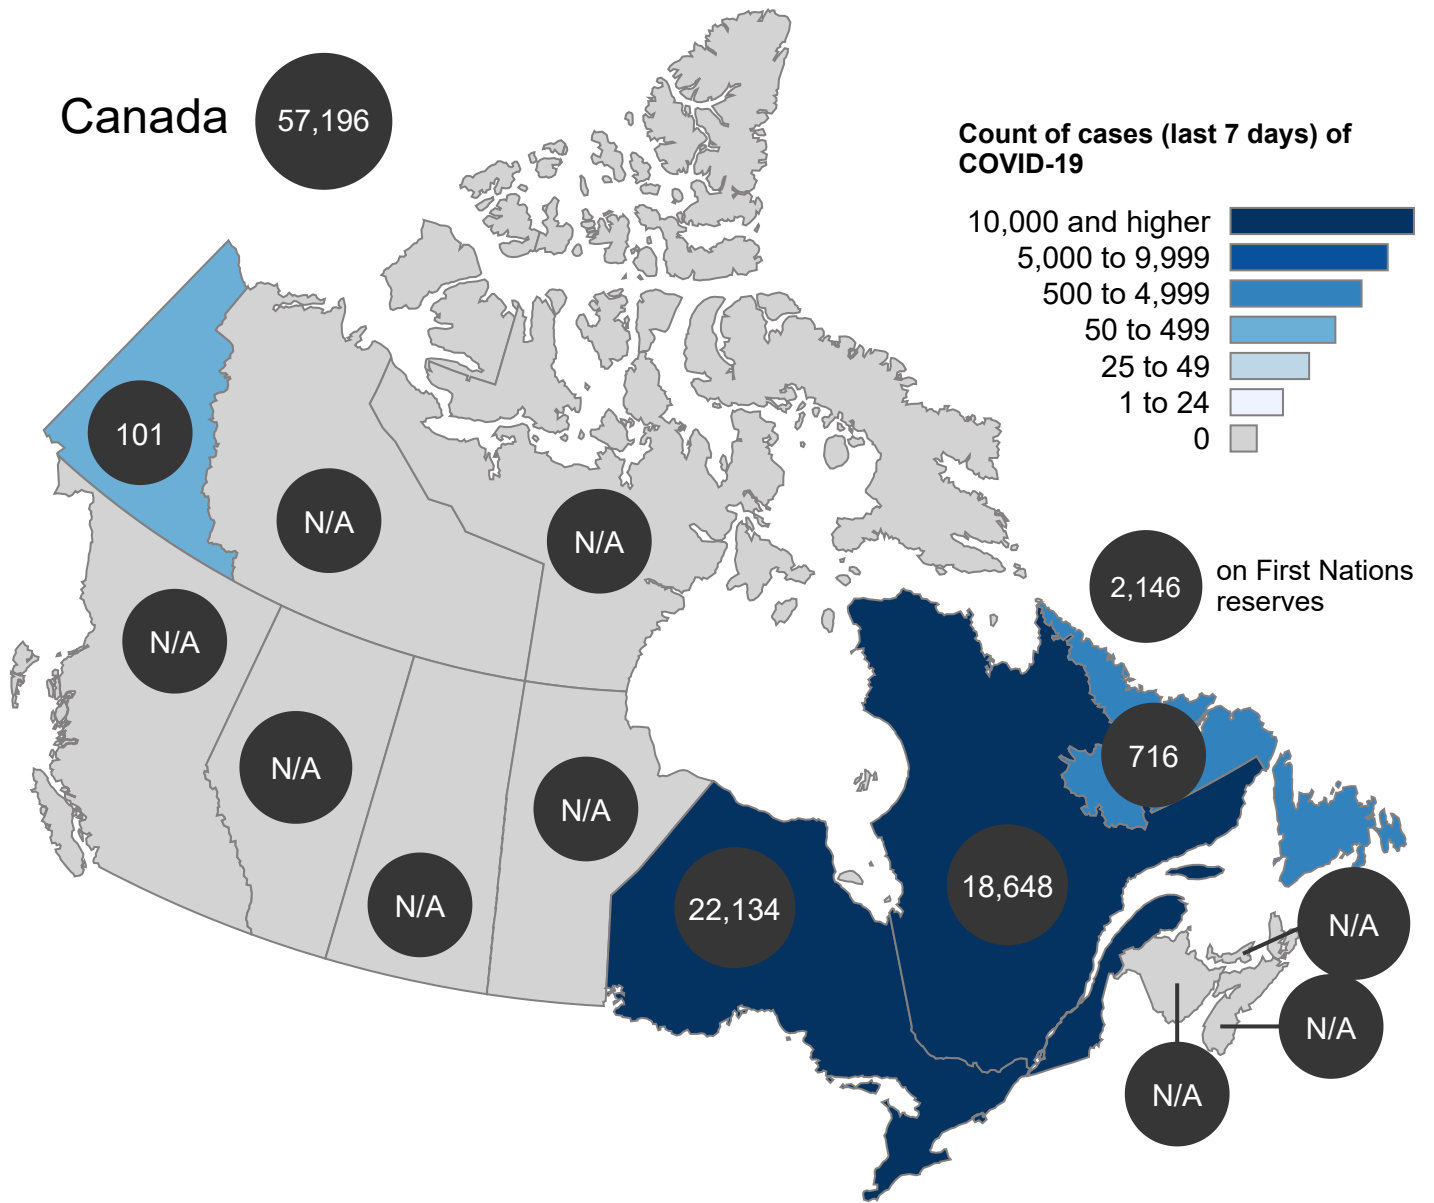 Canada
57,196
Count of cases (last 7 days) of
COVID-19
10,000 and higher
5,000 to 9,999
500 to 4,999
50 to 499
25 to 49
1 to 24
0
101
N/A
N/A
2,146
on First Nations
reserves
N/A
N/A
716
N/A
N/A
22,134
18,648
N/A
N/A
N/A